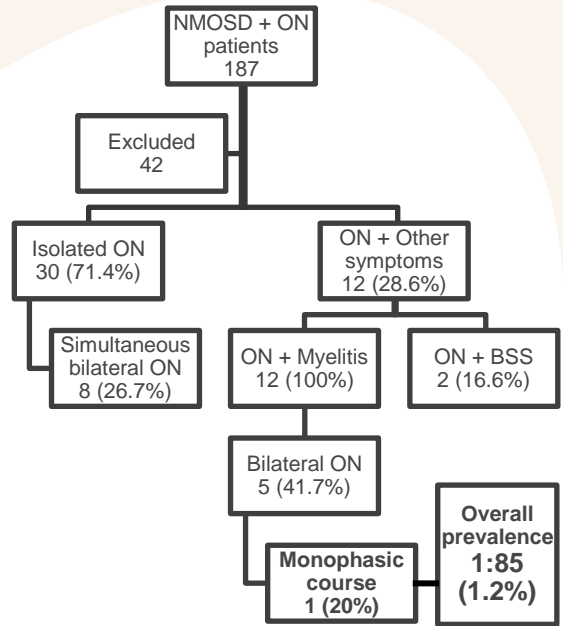 NMOSD + ON
patients
187
Excluded
42
Isolated ON
30 (71.4%)
ON + Other
symptoms
12 (28.6%)
Simultaneous
bilateral ON
8 (26.7%)
ON + Myelitis
12 (100%)
ON + BSS
2 (16.6%)
Bilateral ON
5 (41.7%)
Monophasic
course
1 (20%)
Overall
prevalence
1:85
(1.2%)